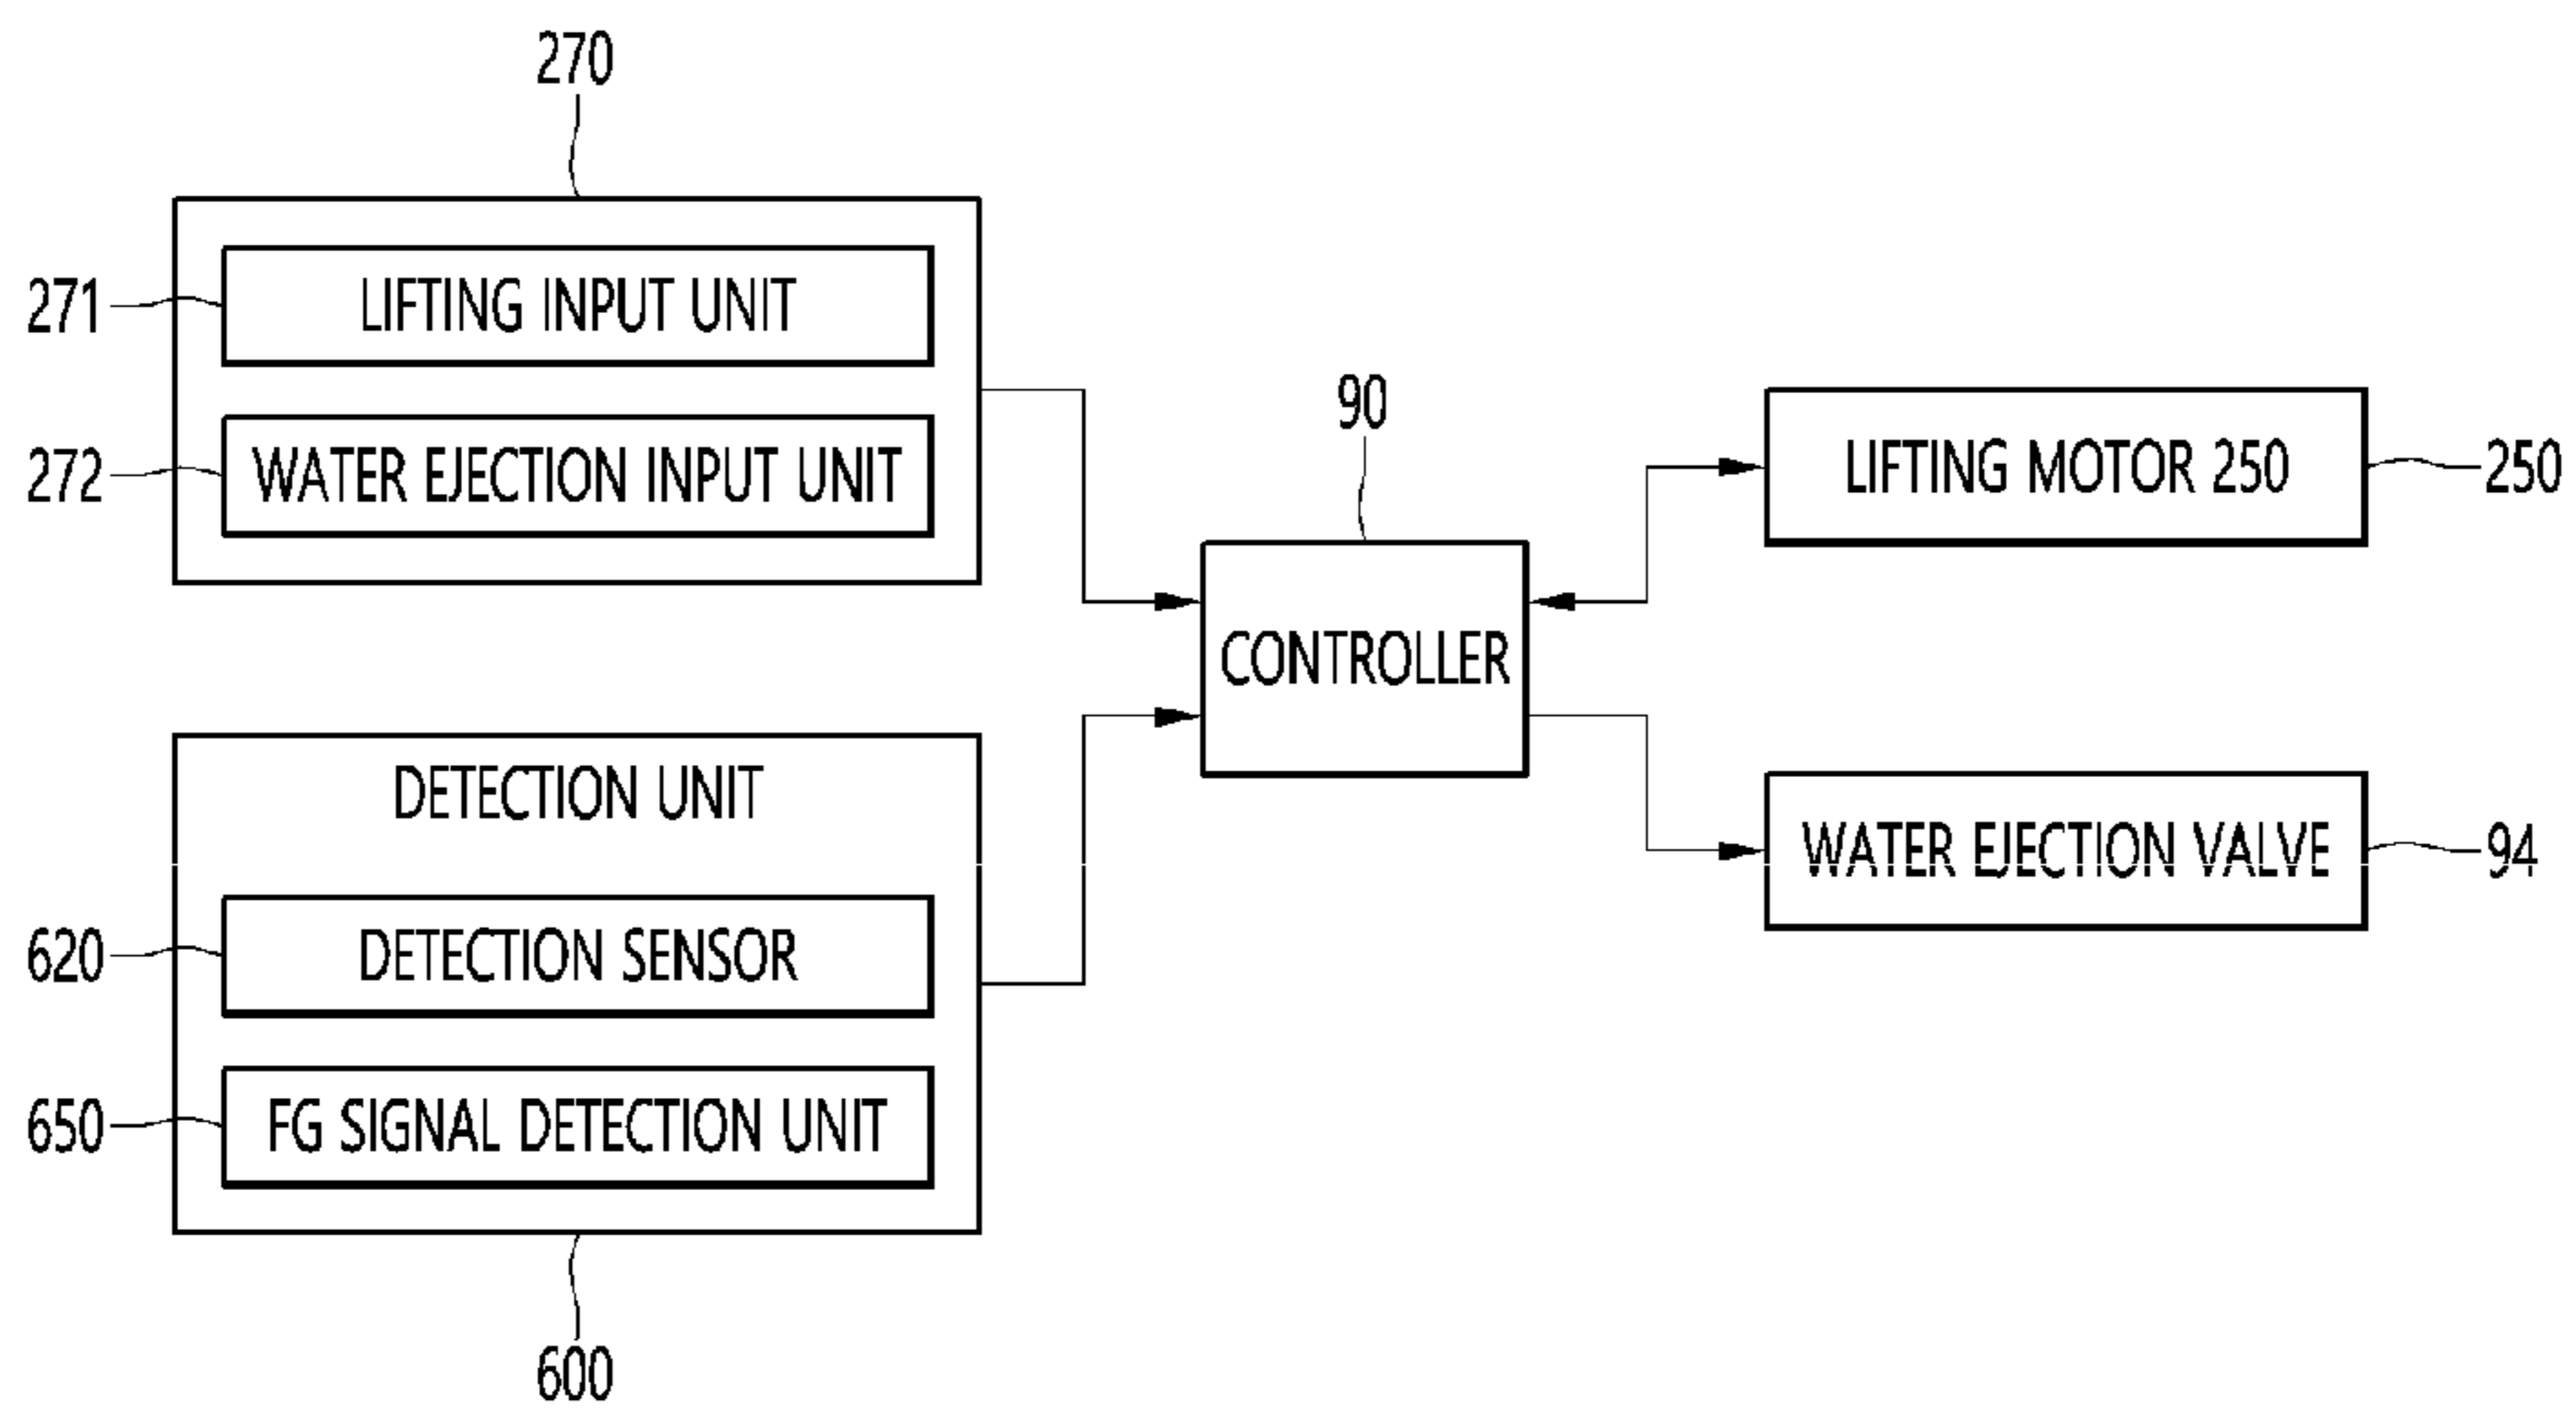 270
271
LIFTING INPUT UNIT
272
WATER EJECTION INPUT UNIT
90
CONTROLLER
LIFTING MOTOR 250
250
WATER EJECTION VALVE
94
DETECTION UNIT
620
DETECTION SENSOR
650
FG SIGNAL DETECTION UNIT
600